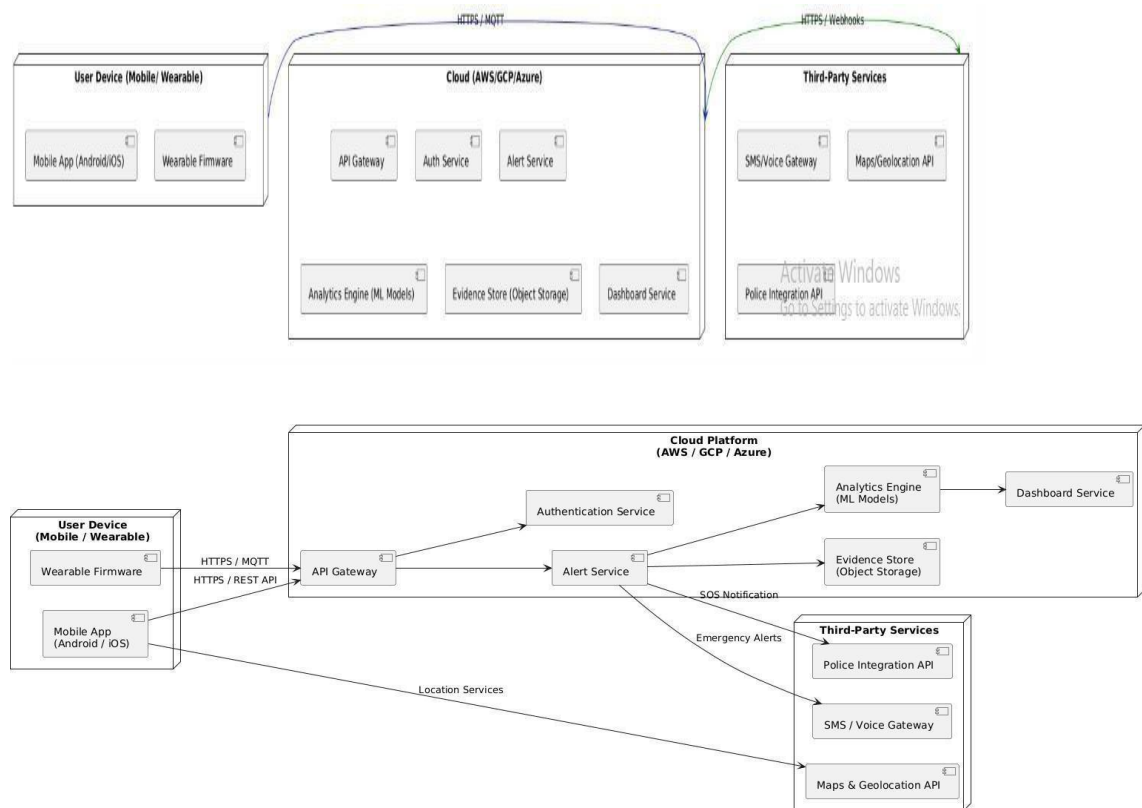 HTTPS / MQTT
HTTPS / Webhooks
User Device (Mobile/ Wearable)
Cloud (AWS/GCP/Azure)
Third-Party Services
Mobile App (Android/iOS)
Wearable Firmware
API Gateway
Auth Service
Alert Service
SMS/Voice Gateway
Maps/Geolocation API
Analytics Engine (ML Models)
Evidence Store (Object Storage)
Dashboard Service
Police Integration API
Activate Windows
Go to Settings to activate Windows.
Cloud Platform
(AWS / GCP / Azure)
User Device
(Mobile / Wearable)
Wearable Firmware
Mobile App
(Android / iOS)
HTTPS / MQTT
HTTPS / REST API
API Gateway
Authentication Service
Alert Service
Analytics Engine
(ML Models)
Dashboard Service
Evidence Store
(Object Storage)
SOS Notification
Emergency Alerts
Location Services
Third-Party Services
Police Integration API
SMS / Voice Gateway
Maps & Geolocation API